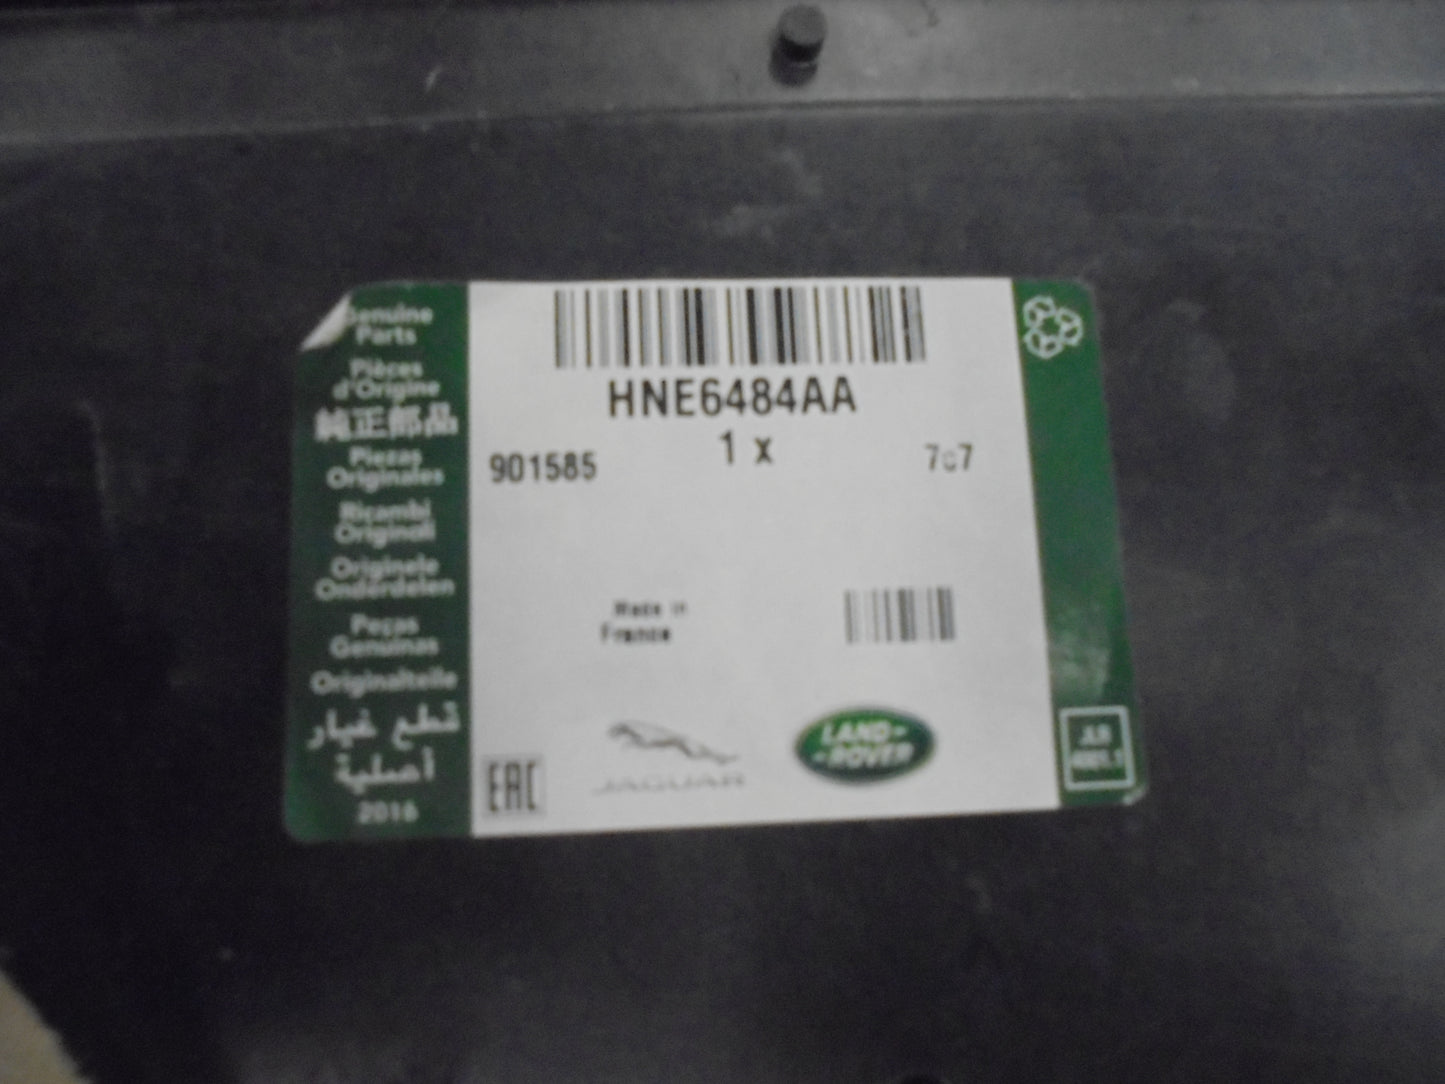 Genuine
Parts
Pièces
d'Origine
純正部品
Piezas
Originales
Ricambi
Originali
Originele
Onderdelen
Peças
Genuínas
Originalteile
قطع غيار
أصلية
2016
HNE6484AA
1 x
901585
Made in
France
EAC
JAGUAR
LAND-
-ROVER
JLR